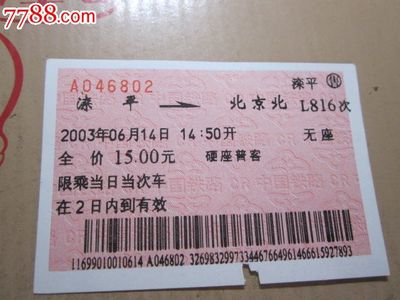 7788.com
A046802
滦平
滦平 → 北京北 L816次
2003年06月14日 14:50开 无座
全价15.00元 硬座普客
限乘当日当次车
在2日内到有效
11699010010614 A046802 3269832997334467664961466615927893